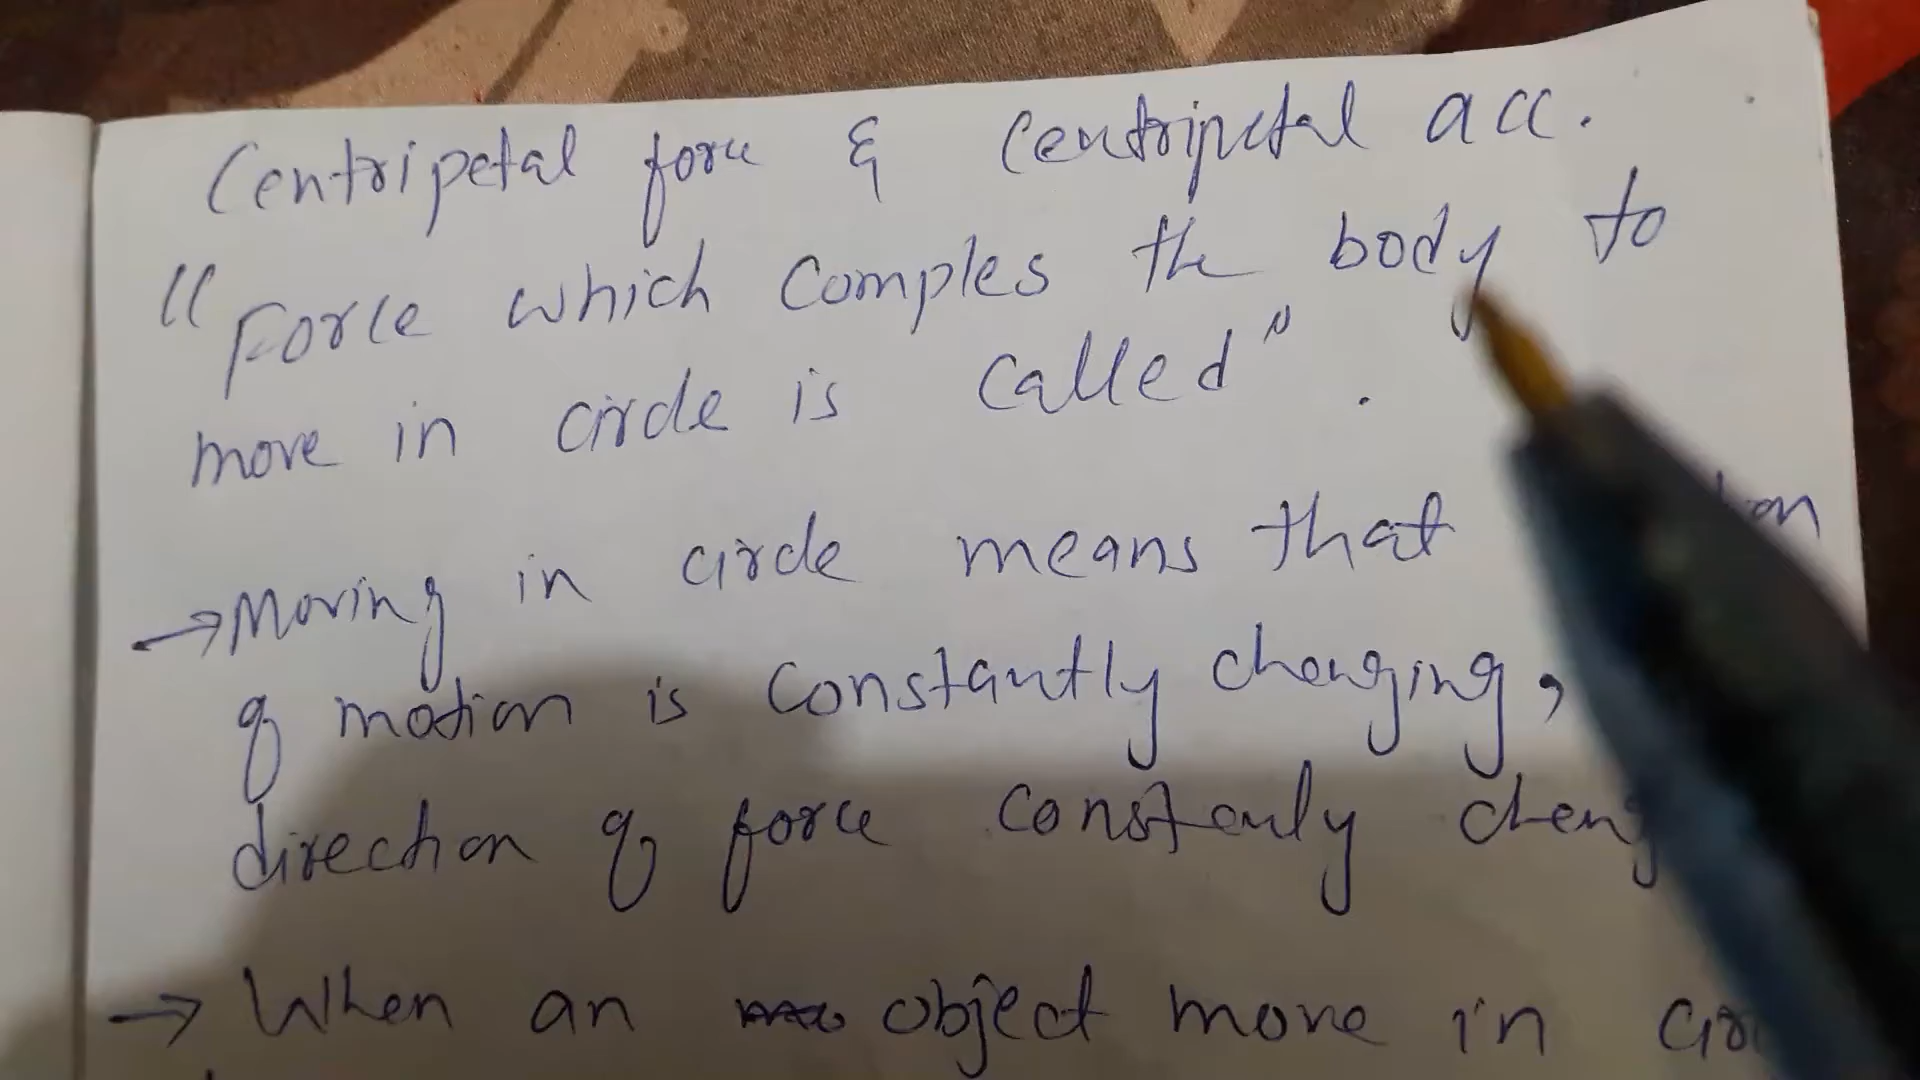 Centripetal force & Centripetal acc.
"Force which Comples the body to
move in circle is called".
→ Moving in circle means that
of motion is constantly changing,
direction of force constenly
→ When an object move in